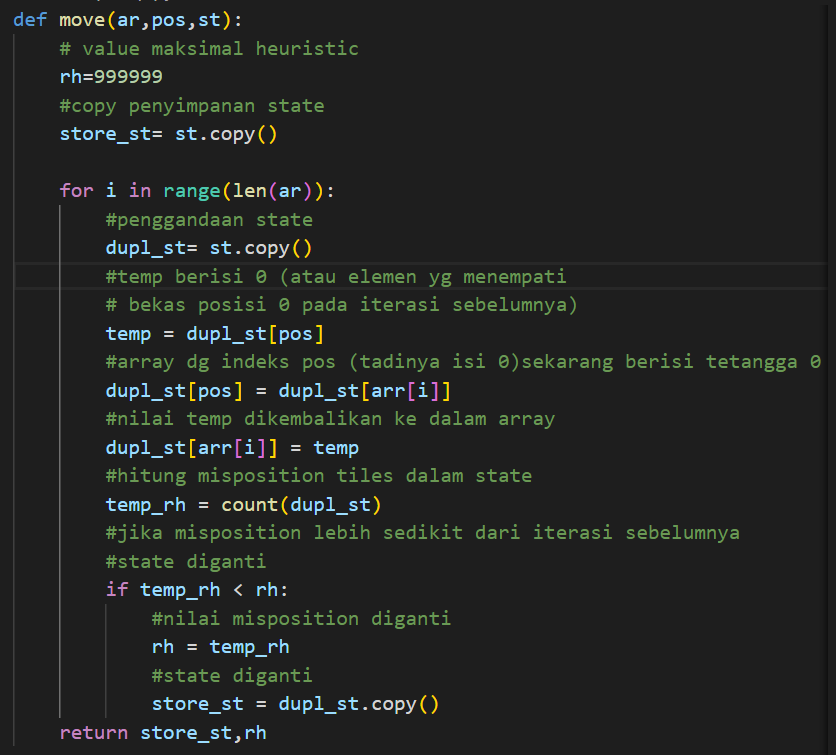 def move(ar,pos,st):
    # value maksimal heuristic
    rh=999999
    #copy penyimpanan state
    store_st= st.copy()

    for i in range(len(ar)):
        #penggandaan state
        dupl_st= st.copy()
        #temp berisi 0 (atau elemen yg menempati
        # bekas posisi 0 pada iterasi sebelumnya)
        temp = dupl_st[pos]
        #array dg indeks pos (tadinya isi 0)sekarang berisi tetangga 0
        dupl_st[pos] = dupl_st[arr[i]]
        #nilai temp dikembalikan ke dalam array
        dupl_st[arr[i]] = temp
        #hitung misposition tiles dalam state
        temp_rh = count(dupl_st)
        #jika misposition lebih sedikit dari iterasi sebelumnya
        #state diganti
        if temp_rh < rh:
            #nilai misposition diganti
            rh = temp_rh
            #state diganti
            store_st = dupl_st.copy()
    return store_st,rh